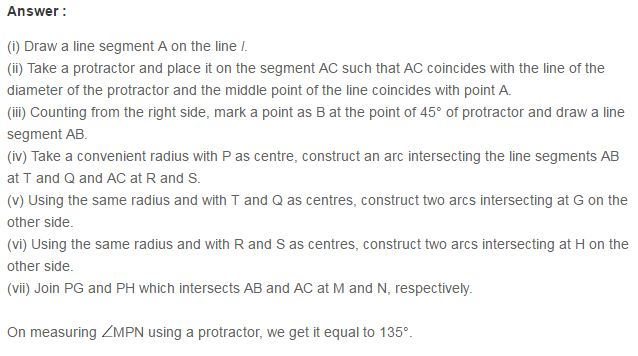 Answer :
(i) Draw a line segment A on the line l.
(ii) Take a protractor and place it on the segment AC such that AC coincides with the line of the
diameter of the protractor and the middle point of the line coincides with point A.
(iii) Counting from the right side, mark a point as B at the point of 45° of protractor and draw a line
segment AB.
(iv) Take a convenient radius with P as centre, construct an arc intersecting the line segments AB
at T and Q and AC at R and S.
(v) Using the same radius and with T and Q as centres, construct two arcs intersecting at G on the
other side.
(vi) Using the same radius and with R and S as centres, construct two arcs intersecting at H on the
other side.
(vii) Join PG and PH which intersects AB and AC at M and N, respectively.
On measuring ∠MPN using a protractor, we get it equal to 135°.